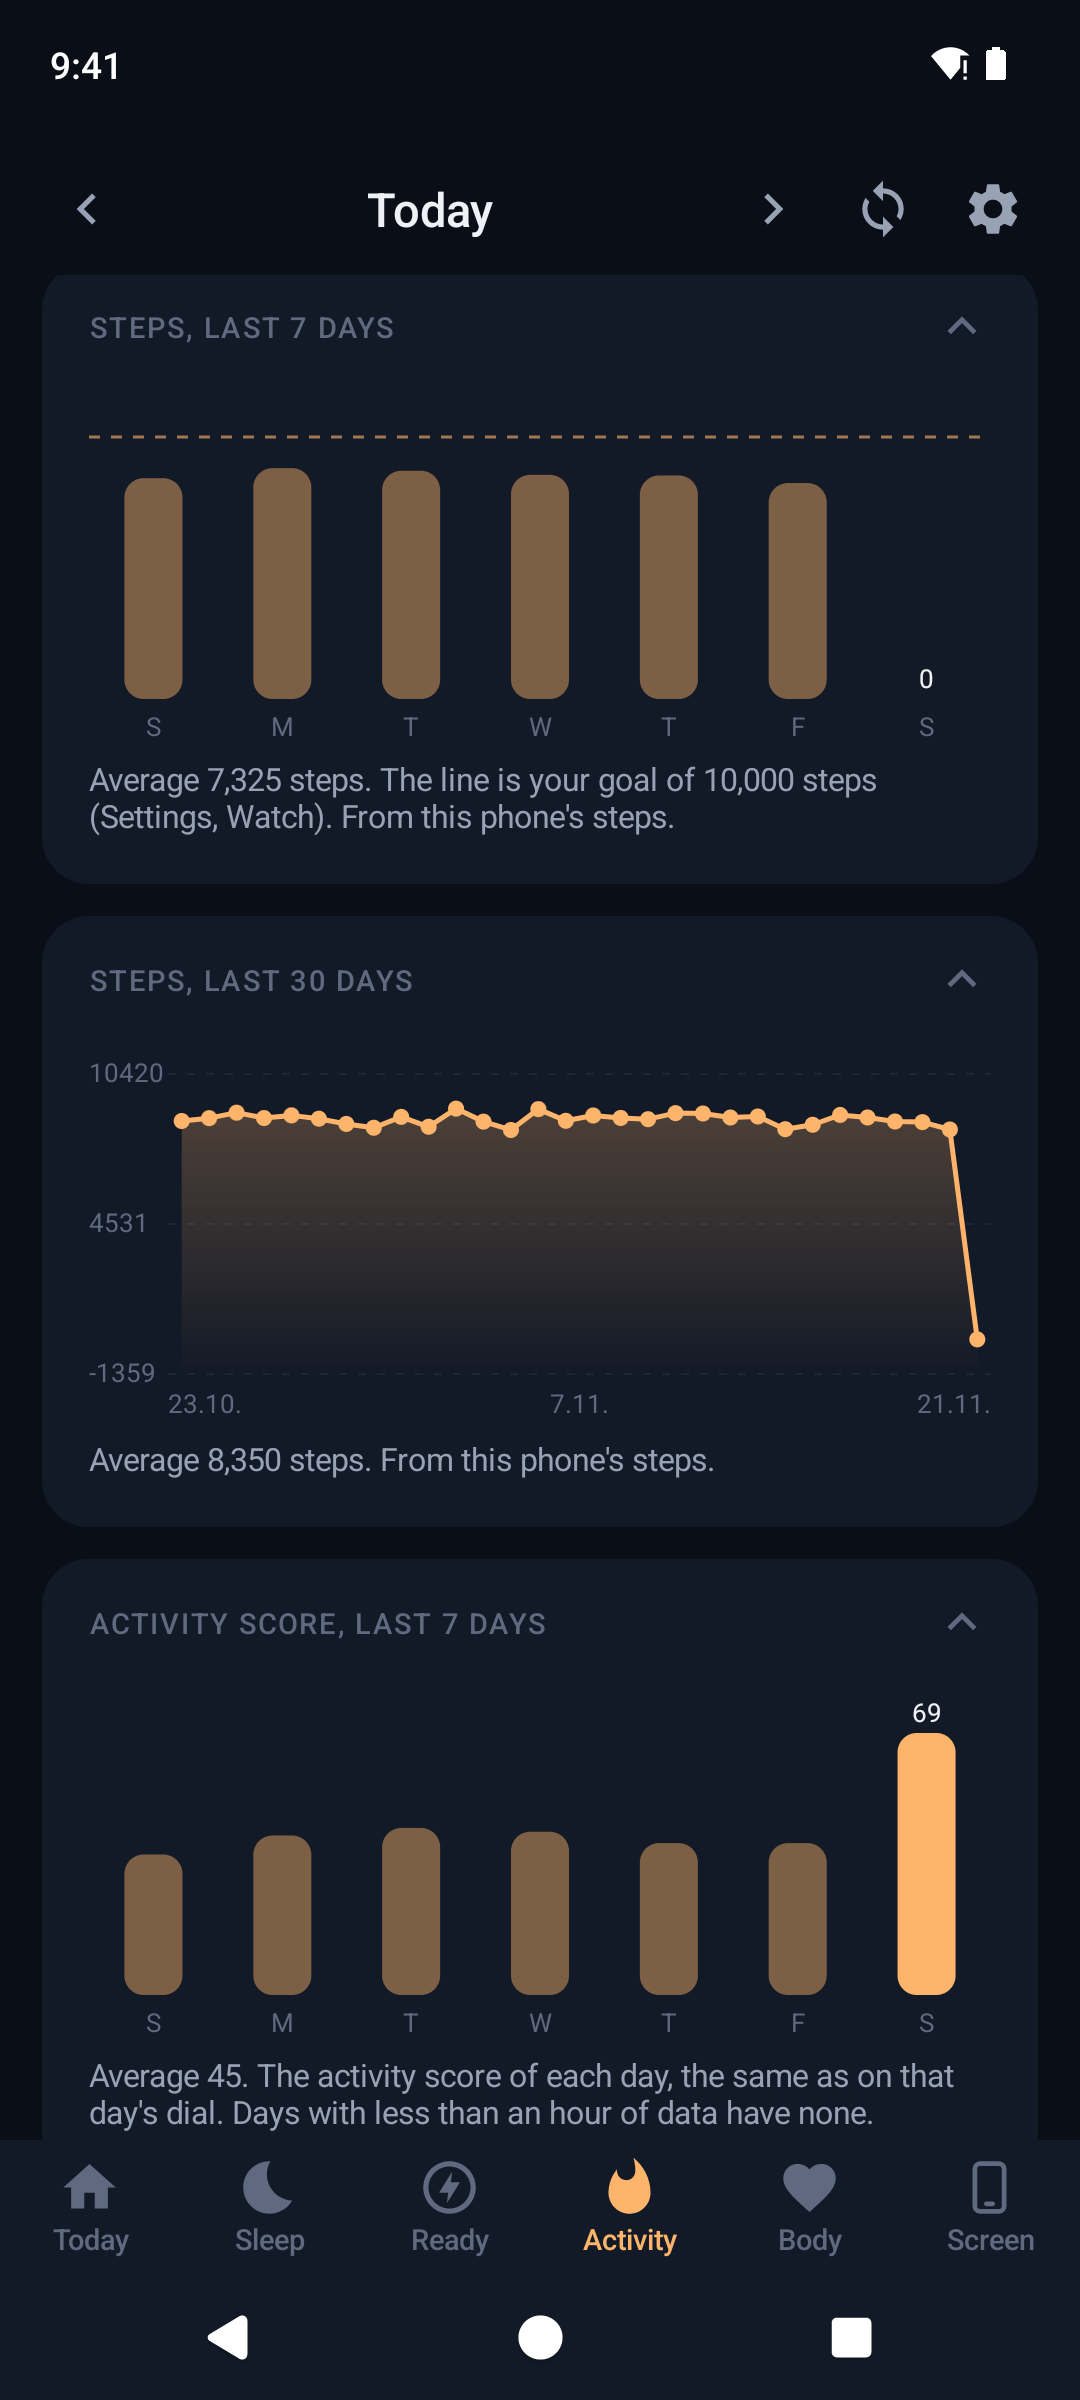 9:41
Today
STEPS, LAST 7 DAYS
0
S M T W T F S
Average 7,325 steps. The line is your goal of 10,000 steps
(Settings, Watch). From this phone's steps.
STEPS, LAST 30 DAYS
10420
4531
-1359
23.10. 7.11. 21.11.
Average 8,350 steps. From this phone's steps.
ACTIVITY SCORE, LAST 7 DAYS
69
S M T W T F S
Average 45. The activity score of each day, the same as on that
day's dial. Days with less than an hour of data have none.
Today Sleep Ready Activity Body Screen